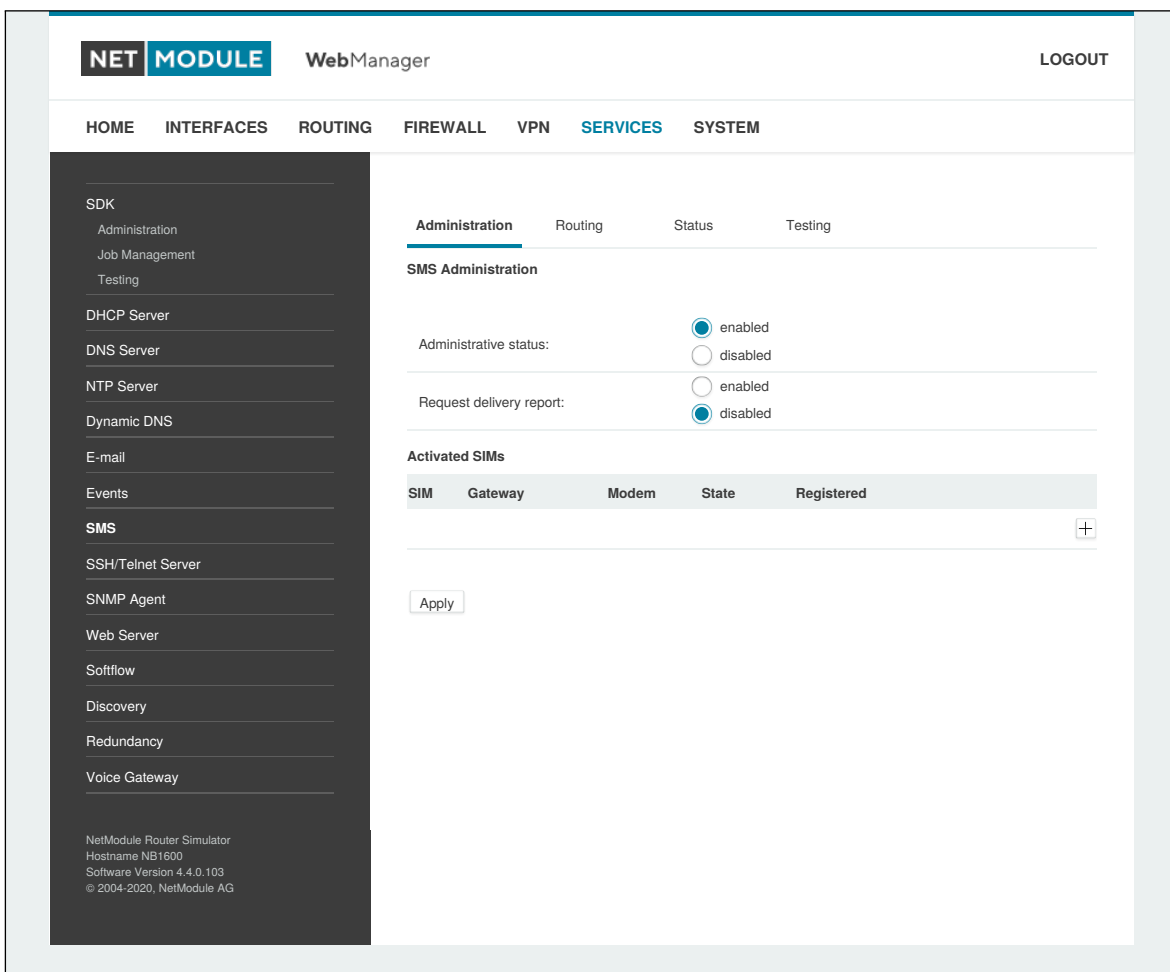 NET MODULE WebManager LOGOUT
HOME INTERFACES ROUTING FIREWALL VPN SERVICES SYSTEM
SDK
Administration
Job Management
Testing
DHCP Server
DNS Server
NTP Server
Dynamic DNS
E-mail
Events
SMS
SSH/Telnet Server
SNMP Agent
Web Server
Softflow
Discovery
Redundancy
Voice Gateway
NetModule Router Simulator
Hostname NB1600
Software Version 4.4.0.103
© 2004-2020, NetModule AG
Administration Routing Status Testing
SMS Administration
Administrative status:
enabled
disabled
Request delivery report:
enabled
disabled
Activated SIMs
SIM Gateway Modem State Registered
Apply